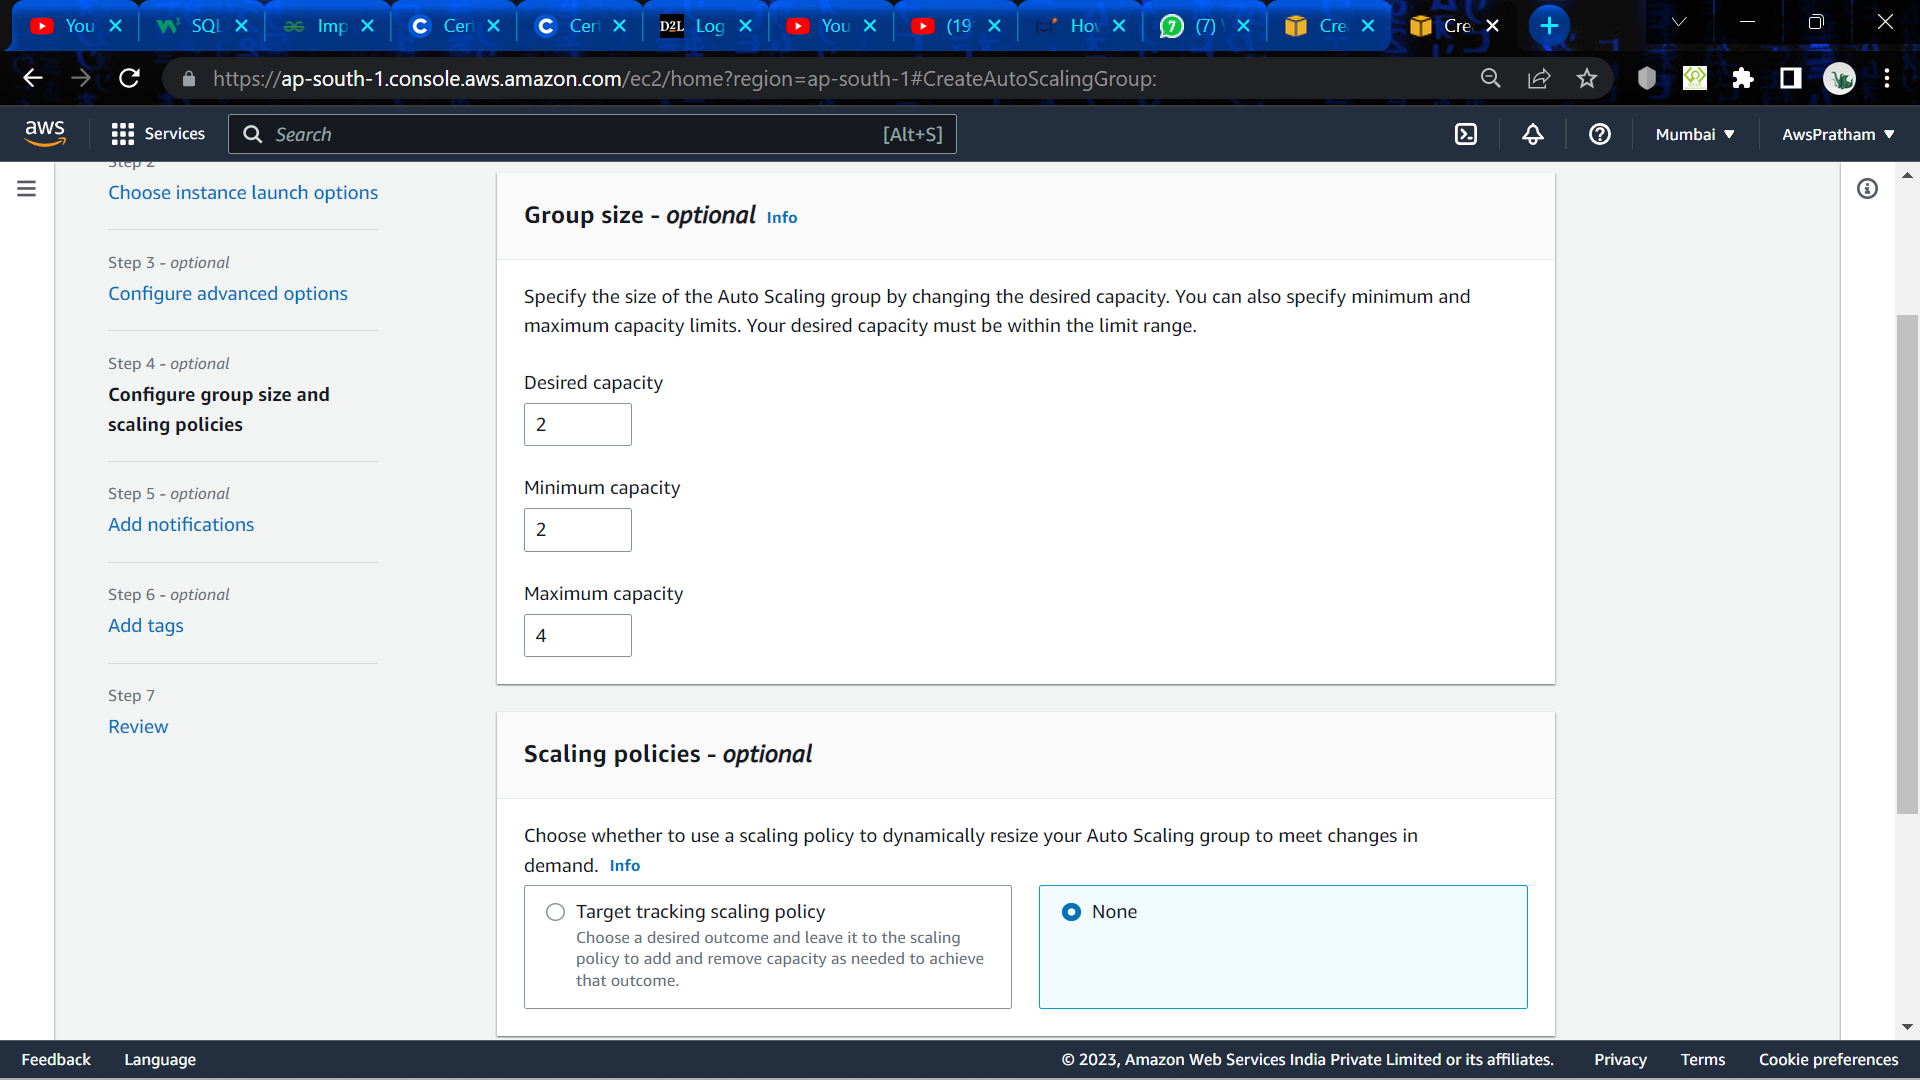 You
SQL
Imp
Cer
Cer
D2L Log
You
(19
How
7 (7)
Cre
Cre
https://ap-south-1.console.aws.amazon.com/ec2/home?region=ap-south-1#CreateAutoScalingGroup:
aws
Services
Search
[Alt+S]
Mumbai
AwsPratham
Step 2
Choose instance launch options
Step 3 - optional
Configure advanced options
Step 4 - optional
Configure group size and
scaling policies
Step 5 - optional
Add notifications
Step 6 - optional
Add tags
Step 7
Review
Group size - optional Info
Specify the size of the Auto Scaling group by changing the desired capacity. You can also specify minimum and
maximum capacity limits. Your desired capacity must be within the limit range.
Desired capacity
2
Minimum capacity
2
Maximum capacity
4
Scaling policies - optional
Choose whether to use a scaling policy to dynamically resize your Auto Scaling group to meet changes in
demand. Info
Target tracking scaling policy
Choose a desired outcome and leave it to the scaling
policy to add and remove capacity as needed to achieve
that outcome.
None
Feedback
Language
© 2023, Amazon Web Services India Private Limited or its affiliates.
Privacy
Terms
Cookie preferences